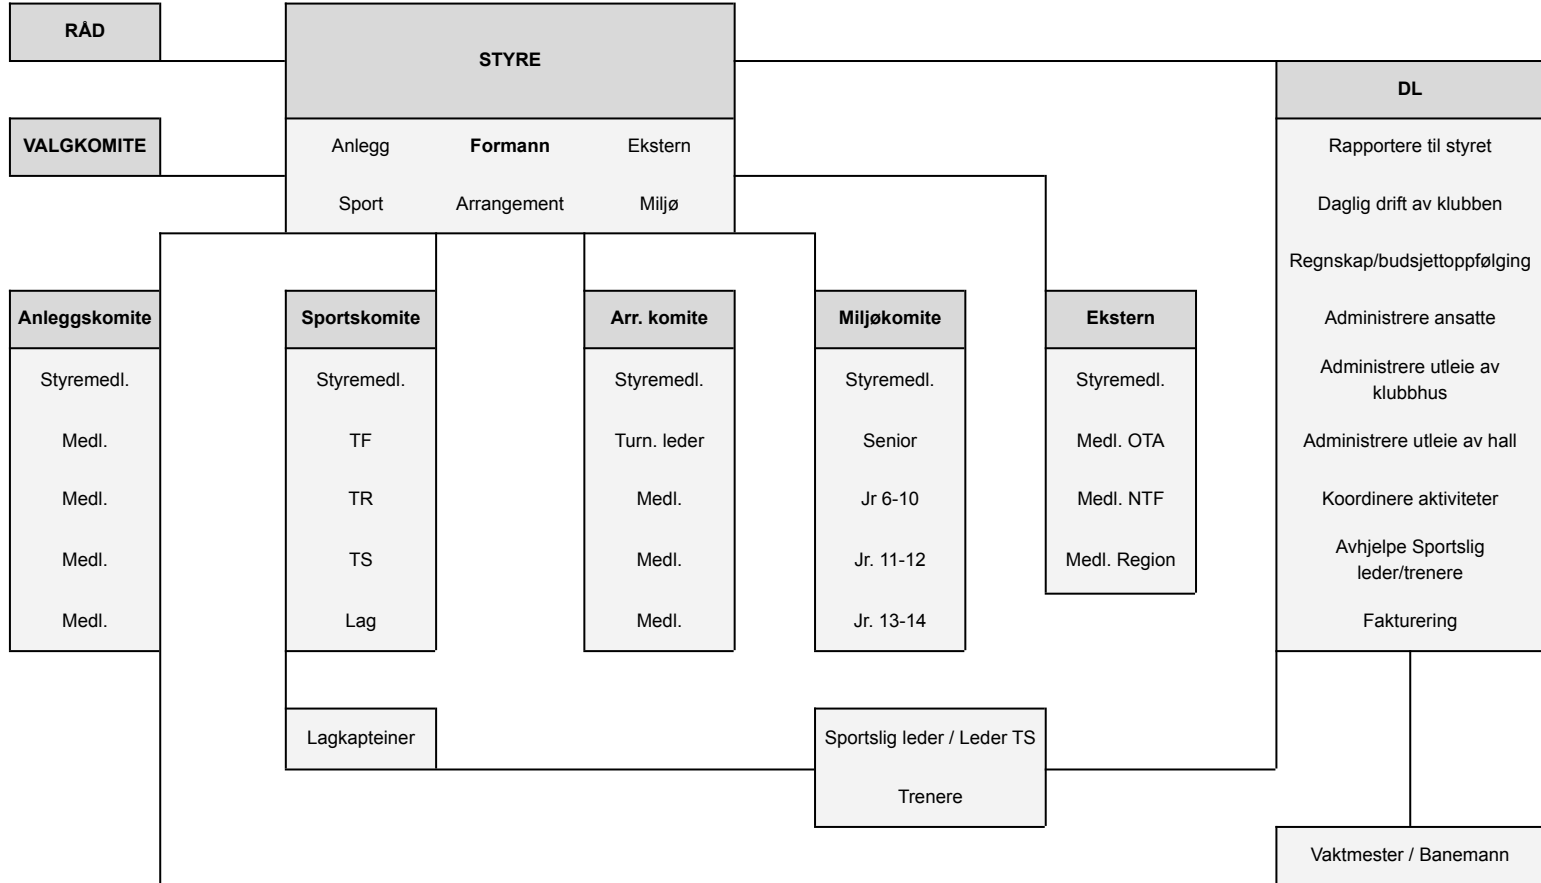 RÅD
STYRE
DL
VALGKOMITE
Anlegg
Formann
Ekstern
Rapportere til styret
Sport
Arrangement
Miljø
Daglig drift av klubben
Regnskap/budsjettoppfølging
Anleggskomite
Sportskomite
Arr. komite
Miljøkomite
Ekstern
Administrere ansatte
Styremedl.
Styremedl.
Styremedl.
Styremedl.
Styremedl.
Administrere utleie av
klubbhus
Medl.
TF
Turn. leder
Senior
Medl. OTA
Administrere utleie av hall
Medl.
TR
Medl.
Jr 6-10
Medl. NTF
Koordinere aktiviteter
Medl.
TS
Medl.
Jr. 11-12
Medl. Region
Avhjelpe Sportslig
leder/trenere
Medl.
Lag
Medl.
Jr. 13-14
Fakturering
Lagkapteiner
Sportslig leder / Leder TS
Trenere
Vaktmester / Banemann